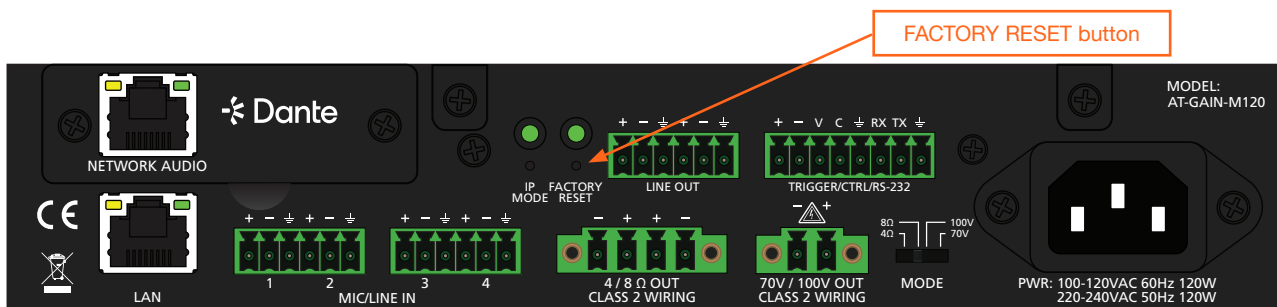 FACTORY RESET button
MODEL:
AT-GAIN-M120
Dante
NETWORK AUDIO
+ − ⏚ + − ⏚
LINE OUT
+ − V C ⏚ RX TX ⏚
TRIGGER/CTRL/RS-232
IP
MODE
FACTORY
RESET
CE
LAN
+ − ⏚ + − ⏚
1 2
+ − ⏚ + − ⏚
3 4
MIC/LINE IN
− + + −
4 / 8 Ω OUT
CLASS 2 WIRING
− +
70V / 100V OUT
CLASS 2 WIRING
8Ω 100V
4Ω 70V
MODE
PWR: 100-120VAC 60Hz 120W
220-240VAC 50Hz 120W